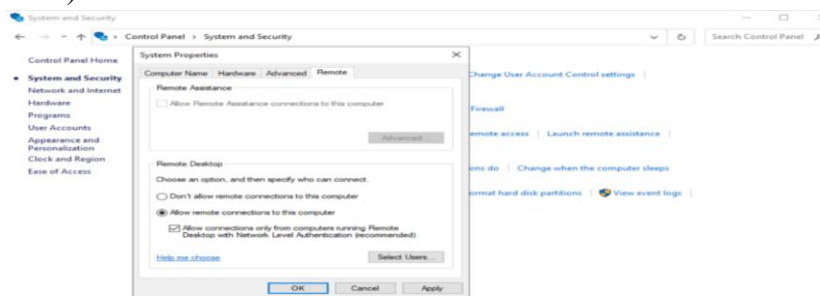 )
System and Security
Control Panel > System and Security
Search Control Panel
Control Panel Home
System and Security
Network and Internet
Hardware
Programs
User Accounts
Appearance and
Personalization
Clock and Region
Ease of Access
System Properties
Computer Name Hardware Advanced Remote
Remote Assistance
Allow Remote Assistance connections to this computer
Advanced...
Remote Desktop
Choose an option, and then specify who can connect.
Don't allow remote connections to this computer
Allow remote connections to this computer
Allow connections only from computers running Remote
Desktop with Network Level Authentication (recommended)
Help me choose
Select Users...
OK Cancel Apply
Change User Account Control settings
Firewall
emote access Launch remote assistance
ons do Change when the computer sleeps
ormat hard disk partitions View event logs